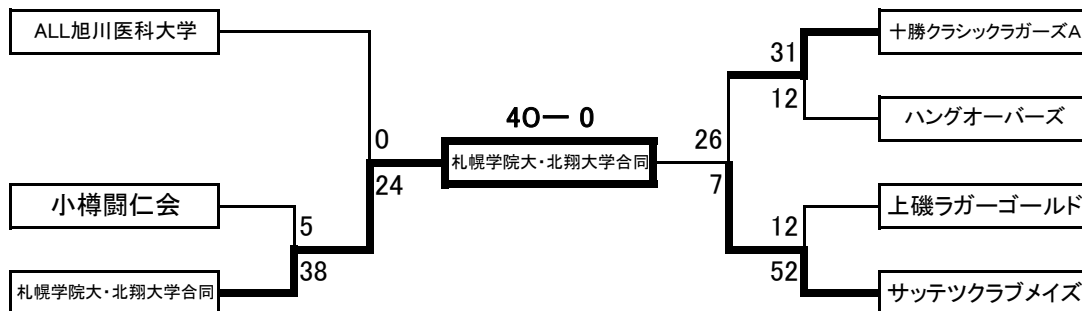 ALL旭川医科大学
十勝クラシックラガーズA
31
12
ハングオーバーズ
40ー 0
0
札幌学院大・北翔大学合同
26
24
7
小樽闘仁会
上磯ラガーゴールド
5
12
38
52
札幌学院大・北翔大学合同
サッテツクラブメイズ